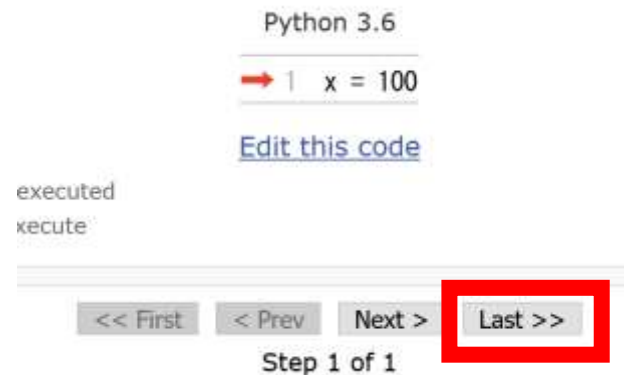 Python 3.6
1 x = 100
Edit this code
executed
xecute
<< First < Prev Next > Last >>
Step 1 of 1